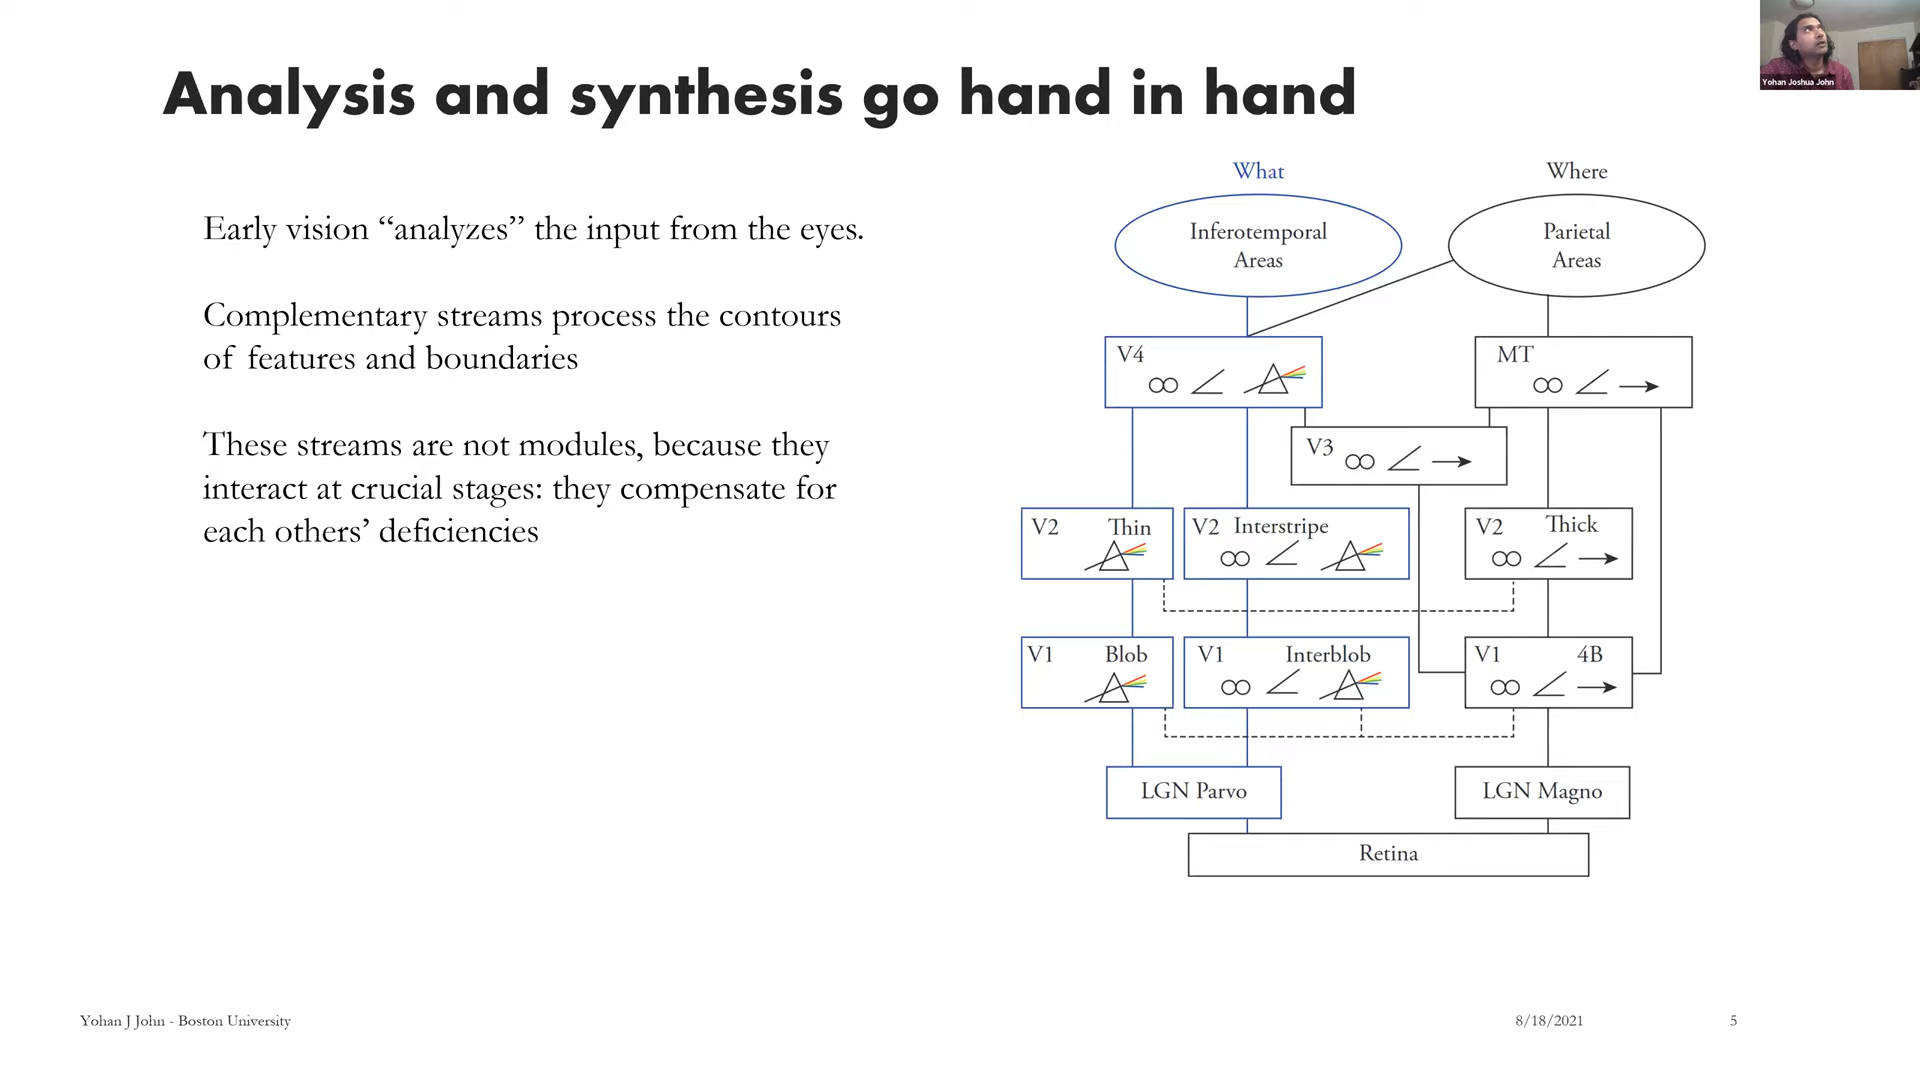 Analysis and synthesis go hand in hand
Yohan Joshua John
Early vision “analyzes” the input from the eyes.
Complementary streams process the contours
of features and boundaries
These streams are not modules, because they
interact at crucial stages: they compensate for
each others’ deficiencies
What
Where
Inferotemporal
Areas
Parietal
Areas
V4
MT
V3
V2 Thin
V2 Interstripe
V2 Thick
V1 Blob
V1 Interblob
V1 4B
LGN Parvo
LGN Magno
Retina
Yohan J John - Boston University
8/18/2021
5